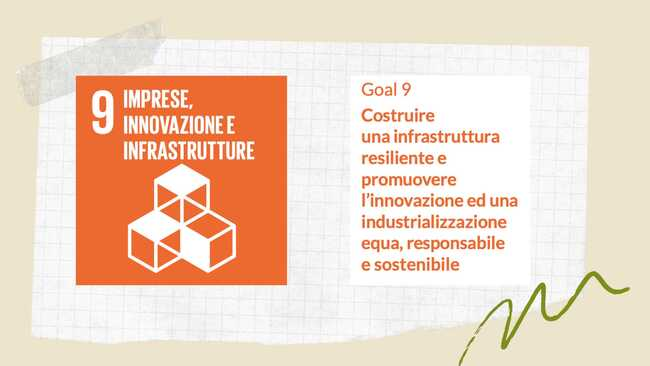 9
IMPRESE,
INNOVAZIONE E
INFRASTRUTTURE
Goal 9
Costruire
una infrastruttura
resiliente e
promuovere
l’innovazione ed una
industrializzazione
equa, responsabile
e sostenibile